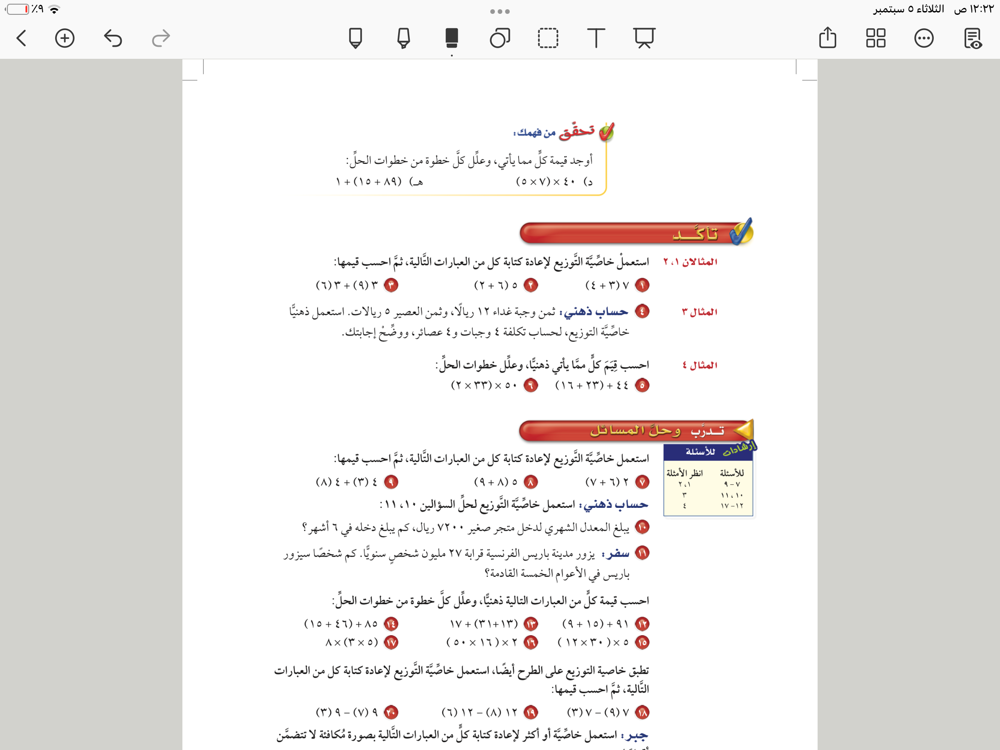 ١٢:٢٢ ص الثلاثاء ٥ سبتمبر
٩٪
تحقَّق من فهمك:
أوجد قيمة كلٍّ مما يأتي، وعلِّل كلَّ خطوة من خطوات الحلِّ:
د) ٤٠ × (٧ × ٥) هـ) (٨٩ + ١٥) + ١
تأكَّد
المثالان ١، ٢ استعملْ خاصِّيَّة التَّوزيع لإعادة كتابة كل من العبارات التَّالية، ثمَّ احسب قيمها:
١ ٧ (٣ + ٤) ٢ ٥ (٦ + ٢) ٣ ٣ (٩) + ٣ (٦)
المثال ٣ ٤ حساب ذهني: ثمن وجبة غداء ١٢ ريالًا، وثمن العصير ٥ ريالات. استعمل ذهنيًّا
خاصِّيَّة التوزيع، لحساب تكلفة ٤ وجبات و٤ عصائر، ووضِّحْ إجابتك.
المثال ٤ احسب قِيَمَ كلٍّ ممَّا يأتي ذهنيًّا، وعلِّل خطوات الحلِّ:
٥ ٤٤ + (٢٣ + ١٦) ٦ ٥٠ × (٣٣ × ٢)
تـدرَّب وحلَّ المسائل
إرشادات للأسئلة
للأسئلة انظر الأمثلة
٧ – ٩ ١، ٢
١٠، ١١ ٣
١٢ – ١٧ ٤
استعمل خاصِّيَّة التَّوزيع لإعادة كتابة كل من العبارات التَّالية، ثمَّ احسب قيمها:
٧ ٢ (٦ + ٧) ٨ ٥ (٨ + ٩) ٩ ٤ (٣) + ٤ (٨)
حساب ذهني: استعمل خاصِّيَّة التَّوزيع لحلِّ السؤالين ١٠، ١١:
١٠ يبلغ المعدل الشهري لدخل متجر صغير ٧٢٠٠ ريال، كم يبلغ دخله في ٦ أشهر؟
١١ سفر: يزور مدينة باريس الفرنسية قرابة ٢٧ مليون شخصٍ سنويًّا. كم شخصًا سيزور
باريس في الأعوام الخمسة القادمة؟
احسب قيمة كلٍّ من العبارات التالية ذهنيًّا، وعلِّل كلَّ خطوة من خطوات الحلِّ:
١٢ ٩١ + (١٥ + ٩) ١٣ (١٣+٣١) + ١٧ ١٤ ٨٥ + (٤٦ + ١٥)
١٥ ٥ × ( ٣٠ × ١٢ ) ١٦ ٢ × ( ١٦ × ٥٠ ) ١٧ (٥ × ٣) × ٨
تطبق خاصية التوزيع على الطرح أيضًا، استعمل خاصِّيَّة التَّوزيع لإعادة كتابة كل من العبارات
التَّالية، ثمَّ احسب قيمها:
١٨ ٧ (٩) – ٧ (٣) ١٩ ١٢ (٨) – ١٢ (٦) ٢٠ ٩ (٧) – ٩ (٣)
جبر: استعمل خاصِّيَّة أو أكثر لإعادة كتابة كلٍّ من العبارات التَّالية بصورة مُكافئة لا تتضمَّن